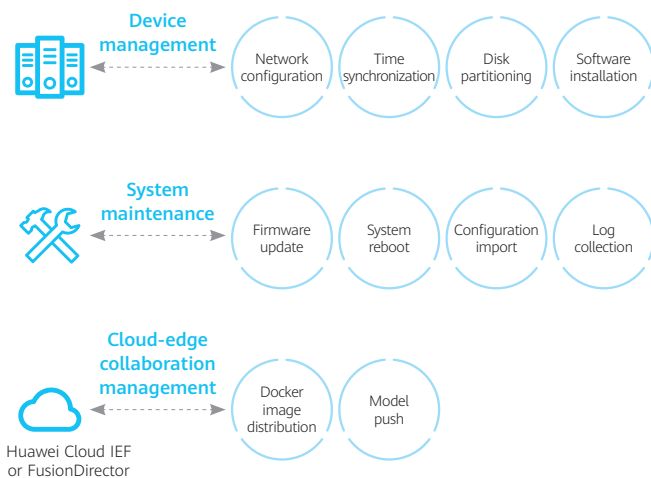 Device
management
Network
configuration
Time
synchronization
Disk
partitioning
Software
installation
System
maintenance
Firmware
update
System
reboot
Configuration
import
Log
collection
Cloud-edge
collaboration
management
Docker
image
distribution
Model
push
Huawei Cloud IEF
or FusionDirector